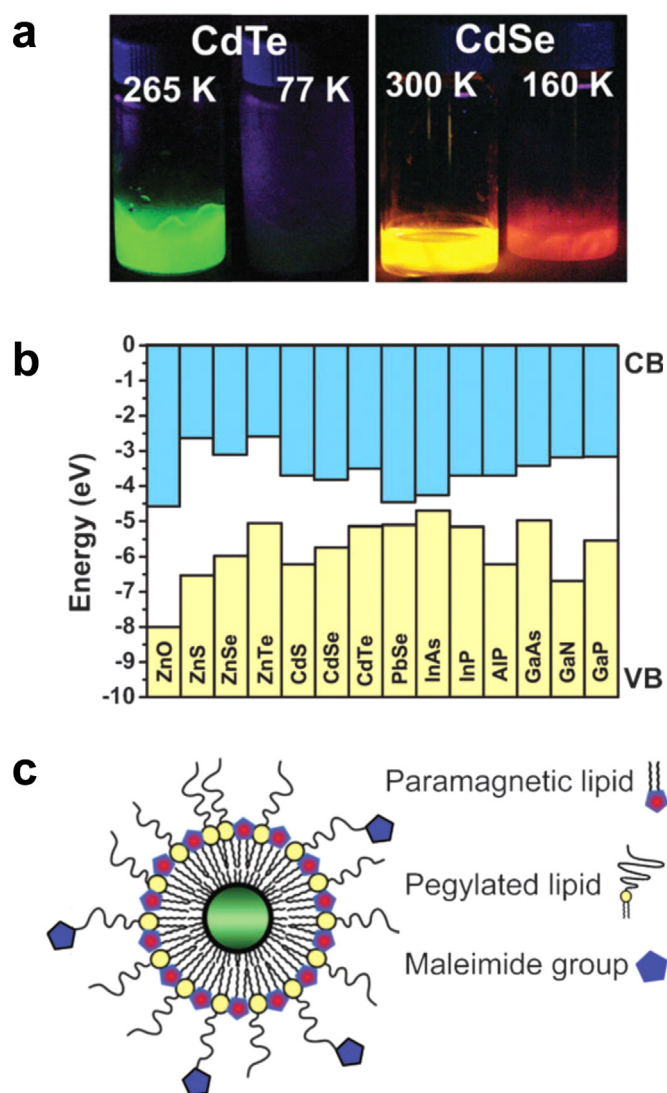 a
CdTe
CdSe
265 K
77 K
300 K
160 K
b
0
-1
-2
-3
-4
-5
-6
-7
-8
-9
-10
Energy (eV)
CB
VB
ZnO
ZnS
ZnSe
ZnTe
CdS
CdSe
CdTe
PbSe
InAs
InP
AlP
GaAs
GaN
GaP
c
Paramagnetic lipid
Pegylated lipid
Maleimide group